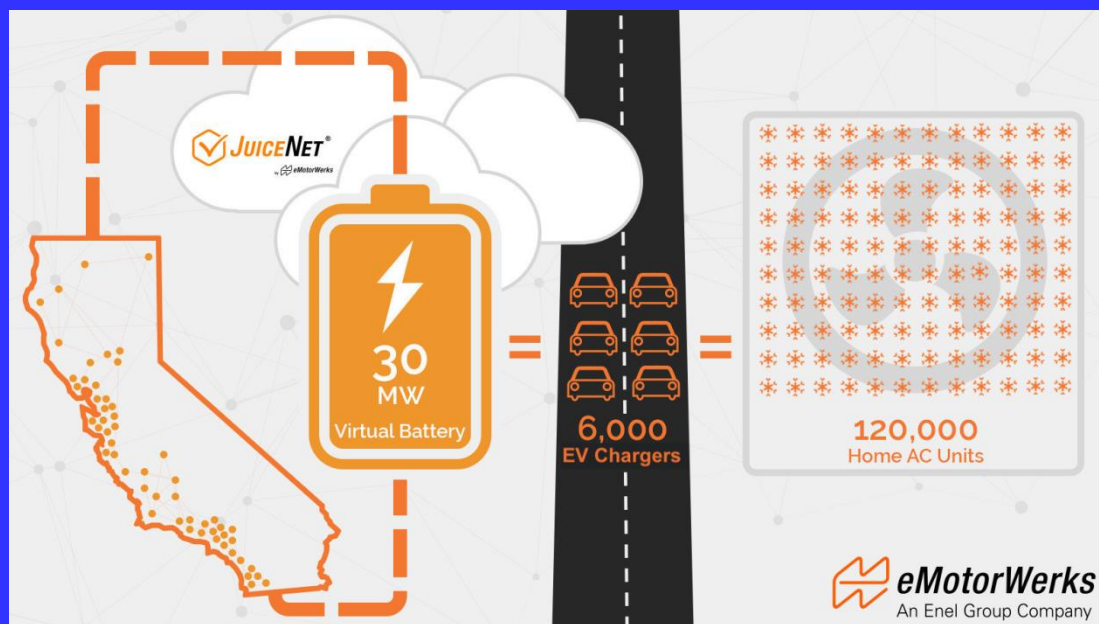 JUICENET®
by eMotorWerks
30
MW
Virtual Battery
=
6,000
EV Chargers
=
120,000
Home AC Units
eMotorWerks
An Enel Group Company